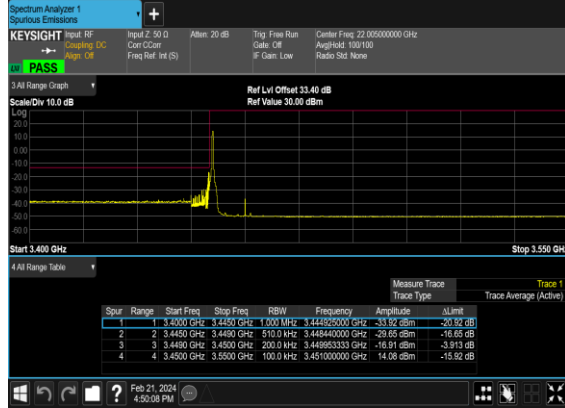 Spectrum Analyzer 1
Spurious Emissions
+
KEYSIGHT Input: RF Input Z: 50 Ω Atten: 20 dB Trig: Free Run Center Freq: 22.005000000 GHz
Coupling: DC Corr CCorr Gate: Off Avg|Hold: 100/100
Align: Off Freq Ref: Int (S) IF Gain: Low Radio Std: None
PASS
3 All Range Graph
Ref Lvl Offset 33.40 dB
Scale/Div 10.0 dB Ref Value 30.00 dBm
Log
20.0
10.0
0.00
-10.0
-20.0
-30.0
-40.0
-50.0
-60.0
Start 3.400 GHz Stop 3.550 GH
4 All Range Table
Measure Trace Trace 1
Trace Type Trace Average (Active)
Spur Range Start Freq Stop Freq RBW Frequency Amplitude ΔLimit
1 1 3.4000 GHz 3.4450 GHz 1.000 MHz 3.444925000 GHz -33.92 dBm -20.92 dB
2 2 3.4450 GHz 3.4490 GHz 510.0 kHz 3.448440000 GHz -29.65 dBm -16.65 dB
3 3 3.4490 GHz 3.4500 GHz 200.0 kHz 3.449953333 GHz -16.91 dBm -3.913 dB
4 4 3.4500 GHz 3.5500 GHz 100.0 kHz 3.451000000 GHz 14.08 dBm -15.92 dB
? Feb 21, 2024
4:50:08 PM